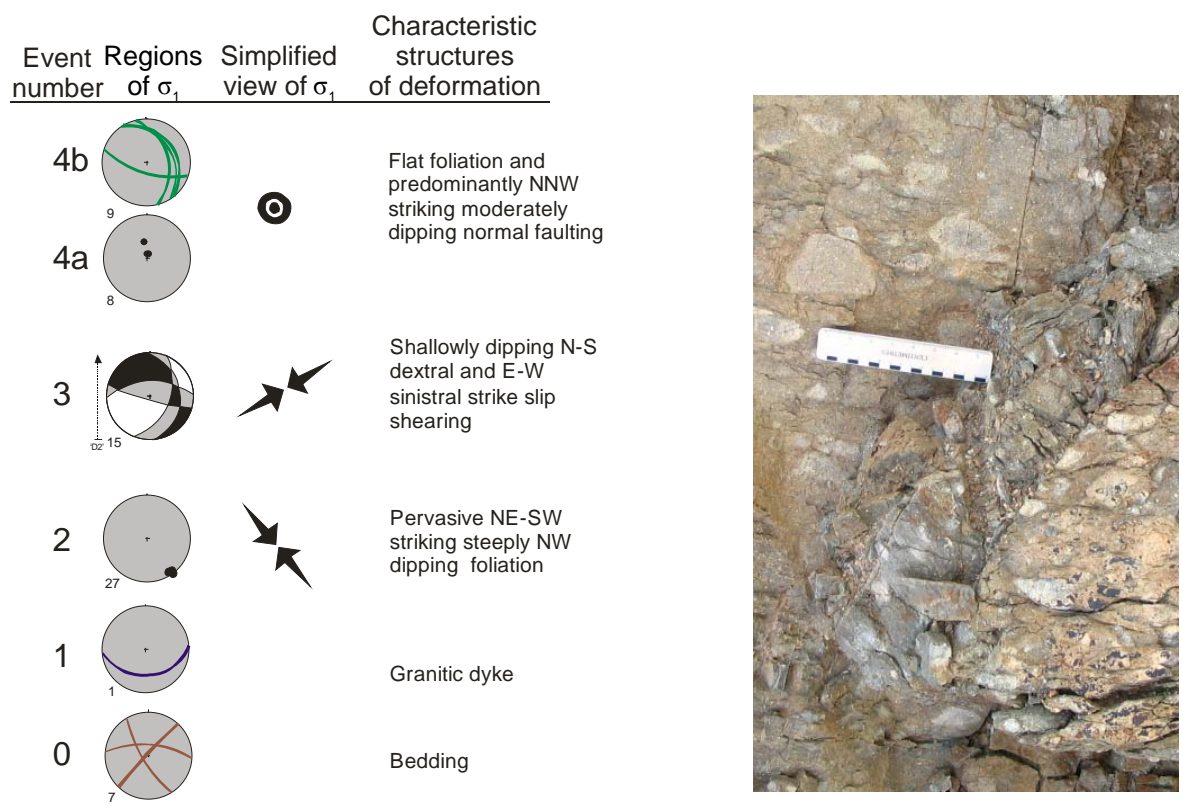 Event number
Regions of σ1
Simplified view of σ1
Characteristic structures of deformation
4b
9
Flat foliation and
predominantly NNW
striking moderately
dipping normal faulting
4a
8
3
'D2'
15
Shallowly dipping N-S
dextral and E-W
sinistral strike slip
shearing
2
27
Pervasive NE-SW
striking steeply NW
dipping foliation
1
1
Granitic dyke
0
7
Bedding
CENTIMETRES